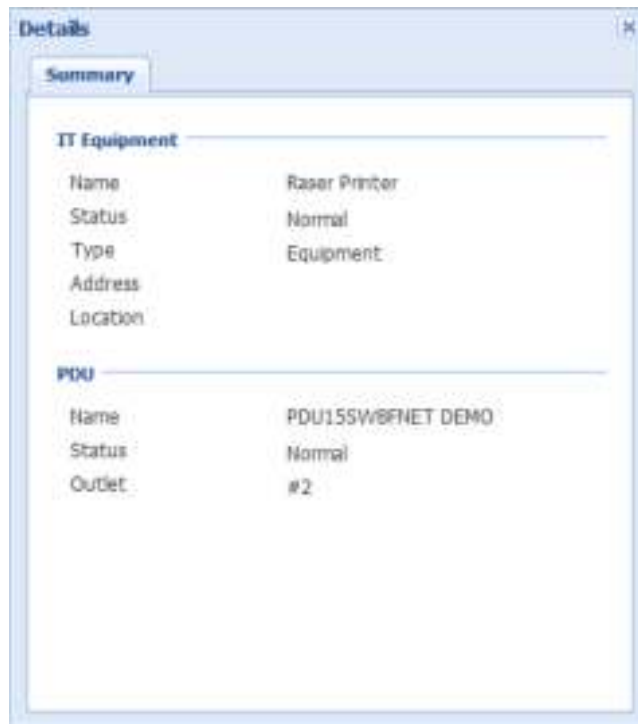 Details
Summary
IT Equipment
Name Raser Printer
Status Normal
Type Equipment
Address
Location
PDU
Name PDU15SW8FNET DEMO
Status Normal
Outlet #2